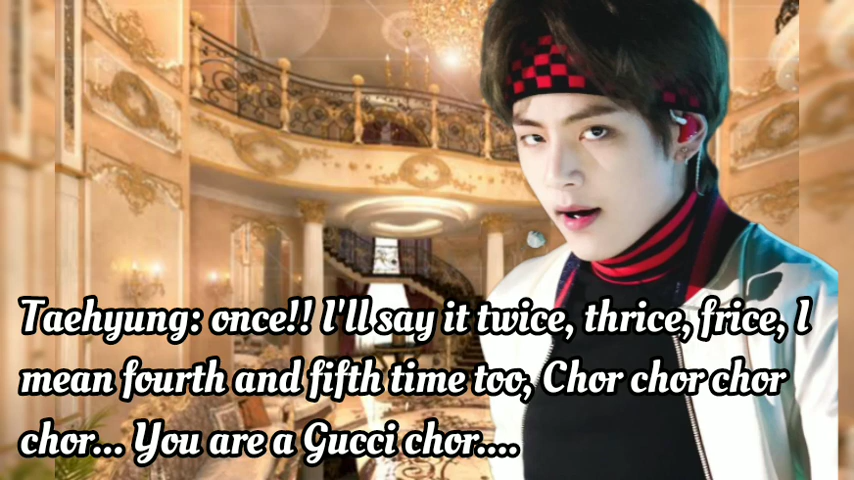 Taehyung: once!! I'll say it twice, thrice, frice, I
mean fourth and fifth time too, Chor chor chor
chor... You are a Gucci chor....